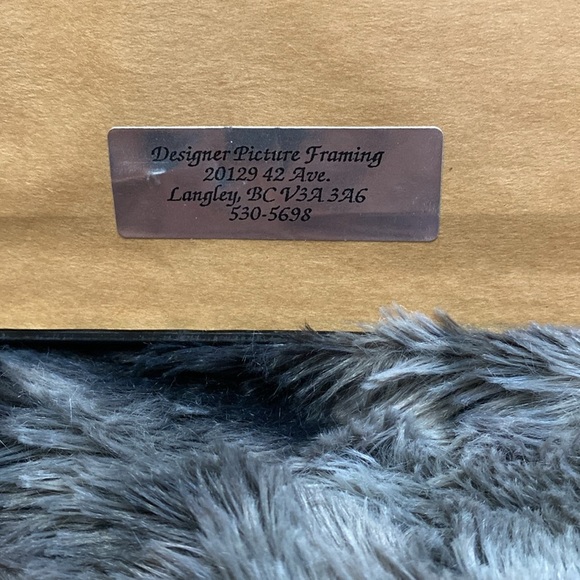 Designer Picture Framing
20129 42 Ave.
Langley, BC V3A 3A6
530-5698